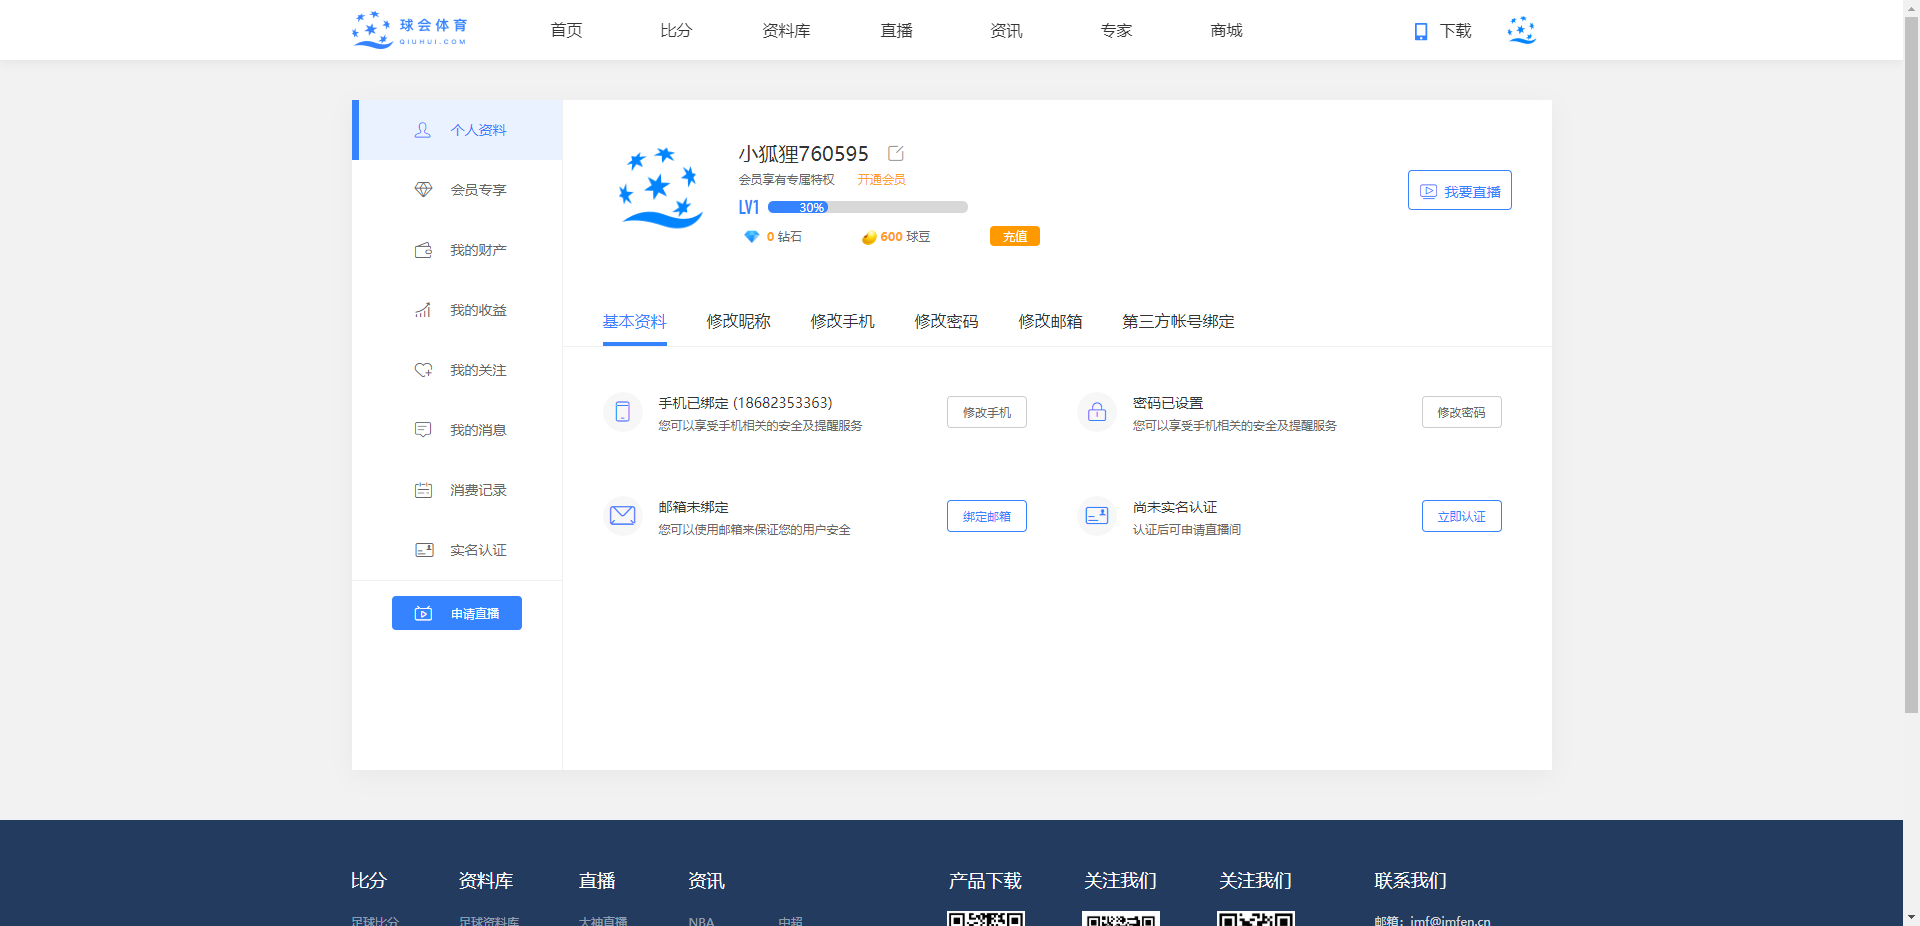 球会体育
QIUHUI.COM
首页 比分 资料库 直播 资讯 专家 商城 下载
个人资料
会员专享
我的财产
我的收益
我的关注
我的消息
消费记录
实名认证
申请直播
小狐狸760595
会员享有专属特权 开通会员
LV1 30%
0 钻石 600 球豆 充值
我要直播
基本资料 修改昵称 修改手机 修改密码 修改邮箱 第三方帐号绑定
手机已绑定 (18682353363)
您可以享受手机相关的安全及提醒服务
修改手机
密码已设置
您可以享受手机相关的安全及提醒服务
修改密码
邮箱未绑定
您可以使用邮箱来保证您的用户安全
绑定邮箱
尚未实名认证
认证后可申请直播间
立即认证
比分 资料库 直播 资讯 产品下载 关注我们 关注我们 联系我们
足球比分 足球资料库 大神直播 NBA 中超 邮箱：jmf@jmfen.cn